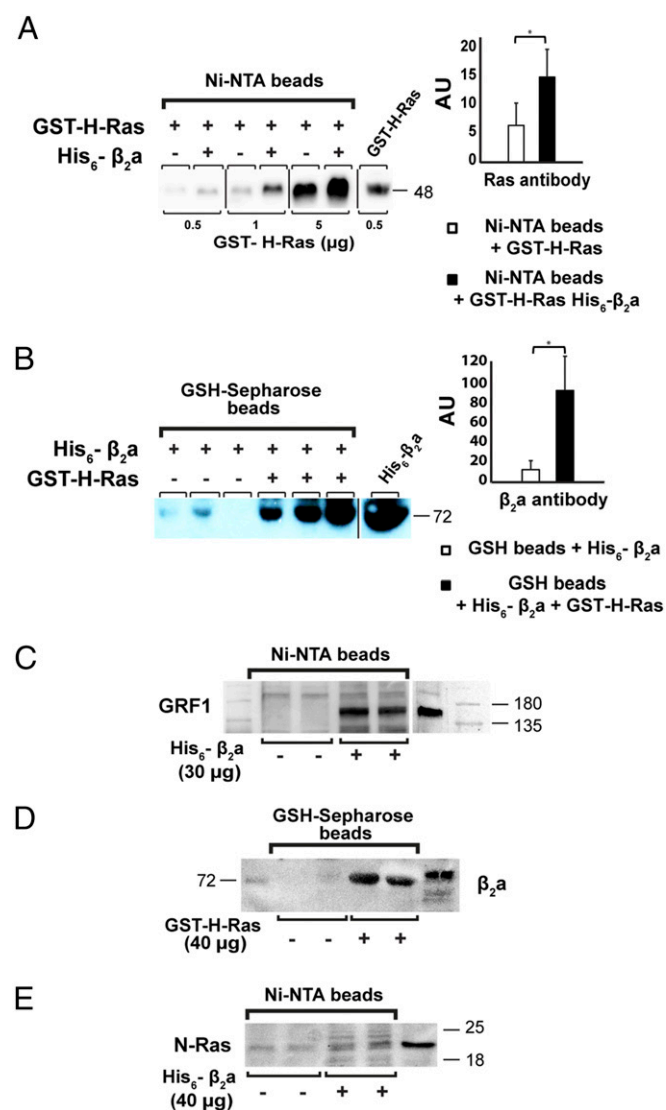 A
Ni-NTA beads
GST-H-Ras + + + + + + GST-H-Ras
His6- β2a - + - + - +
48
0.5 1 5 0.5
GST- H-Ras (µg)
20
15
10
5
0
AU
*
Ras antibody
Ni-NTA beads
+ GST-H-Ras
Ni-NTA beads
+ GST-H-Ras His6-β2a
B
GSH-Sepharose
beads
His6- β2a + + + + + + His6-β2a
GST-H-Ras - - - + + +
72
120
100
80
60
40
20
0
AU
*
β2a antibody
GSH beads + His6- β2a
GSH beads
+ His6- β2a + GST-H-Ras
C
Ni-NTA beads
GRF1
180
135
His6- β2a - - + +
(30 µg)
D
GSH-Sepharose
beads
72
β2a
GST-H-Ras - - + +
(40 µg)
E
Ni-NTA beads
N-Ras
25
18
His6- β2a - - + +
(40 µg)